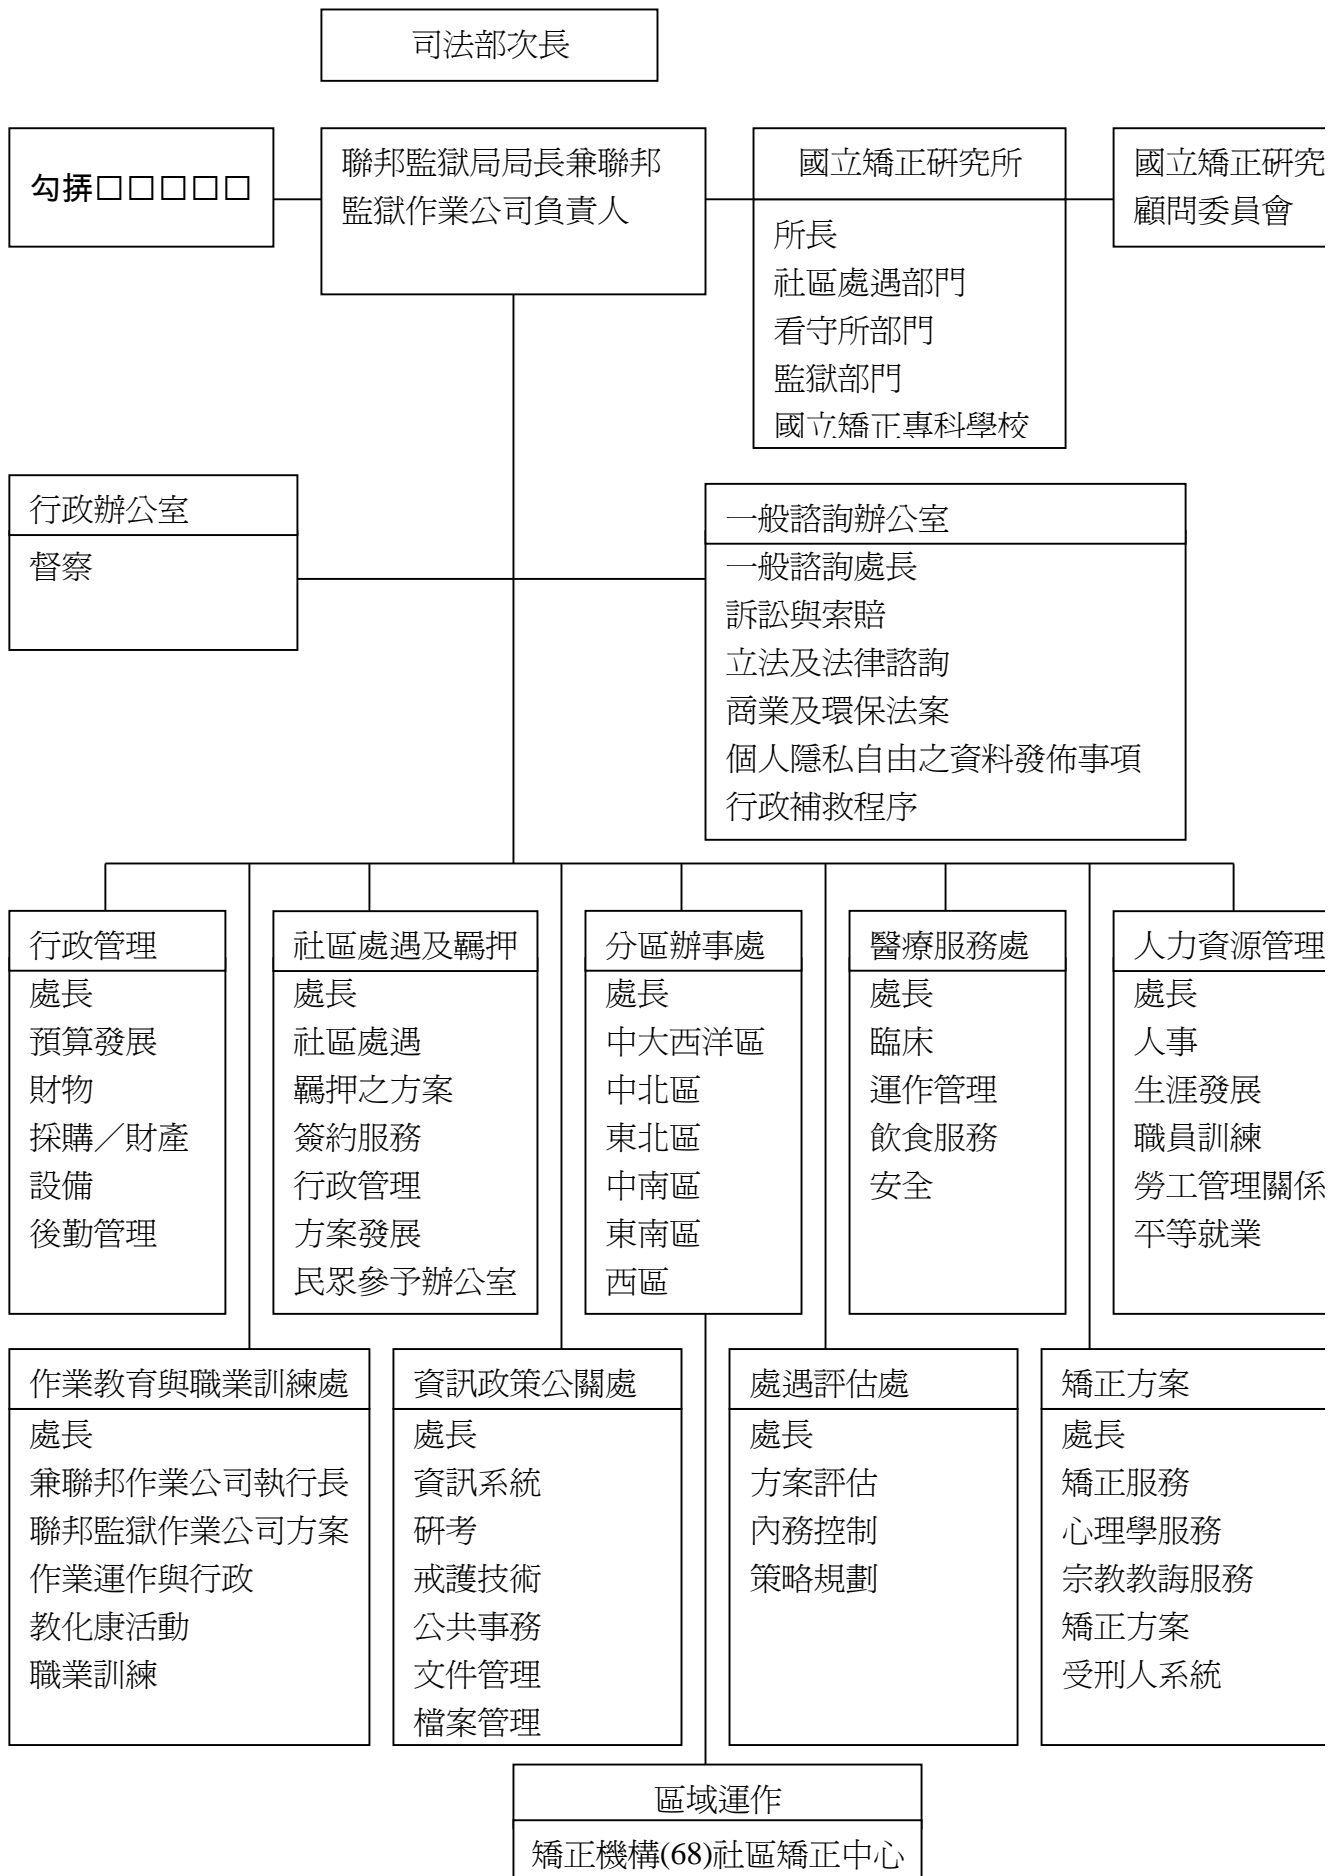 司法部次長
勾搙□□□□□
聯邦監獄局局長兼聯邦
監獄作業公司負責人
國立矯正研究所
所長
社區處遇部門
看守所部門
監獄部門
國立矯正專科學校
國立矯正研究
顧問委員會
行政辦公室
督察
一般諮詢辦公室
一般諮詢處長
訴訟與索賠
立法及法律諮詢
商業及環保法案
個人隱私自由之資料發佈事項
行政補救程序
行政管理
處長
預算發展
財物
採購／財產
設備
後勤管理
社區處遇及羈押
處長
社區處遇
羈押之方案
簽約服務
行政管理
方案發展
民眾參予辦公室
分區辦事處
處長
中大西洋區
中北區
東北區
中南區
東南區
西區
醫療服務處
處長
臨床
運作管理
飲食服務
安全
人力資源管理
處長
人事
生涯發展
職員訓練
勞工管理關係
平等就業
作業教育與職業訓練處
處長
兼聯邦作業公司執行長
聯邦監獄作業公司方案
作業運作與行政
教化康活動
職業訓練
資訊政策公關處
處長
資訊系統
研考
戒護技術
公共事務
文件管理
檔案管理
處遇評估處
處長
方案評估
內務控制
策略規劃
矯正方案
處長
矯正服務
心理學服務
宗教教誨服務
矯正方案
受刑人系統
區域運作
矯正機構(68)社區矯正中心